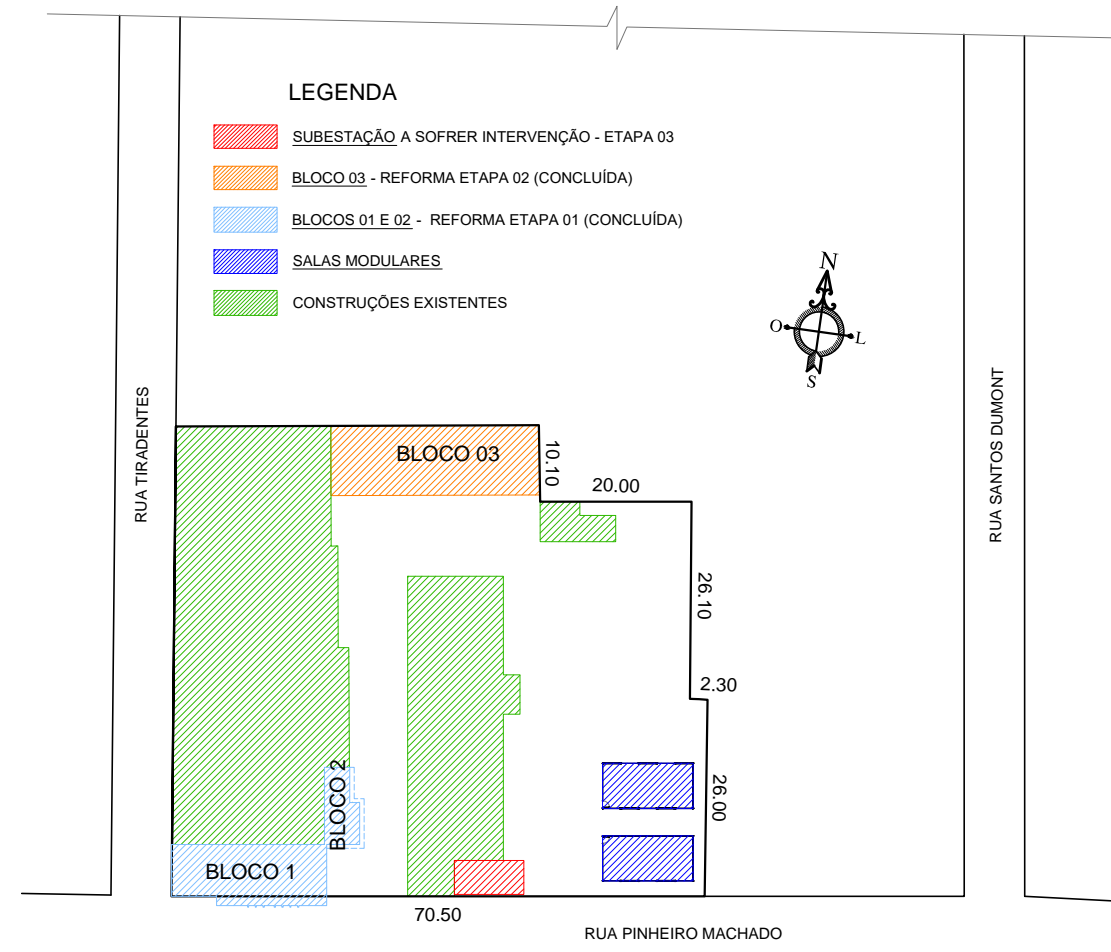 LEGENDA
SUBESTAÇÃO A SOFRER INTERVENÇÃO - ETAPA 03
BLOCO 03 - REFORMA ETAPA 02 (CONCLUÍDA)
BLOCOS 01 E 02 - REFORMA ETAPA 01 (CONCLUÍDA)
SALAS MODULARES
CONSTRUÇÕES EXISTENTES
N
O
L
S
RUA TIRADENTES
RUA SANTOS DUMONT
BLOCO 03
10.10
20.00
26.10
2.30
26.00
BLOCO 2
BLOCO 1
70.50
RUA PINHEIRO MACHADO